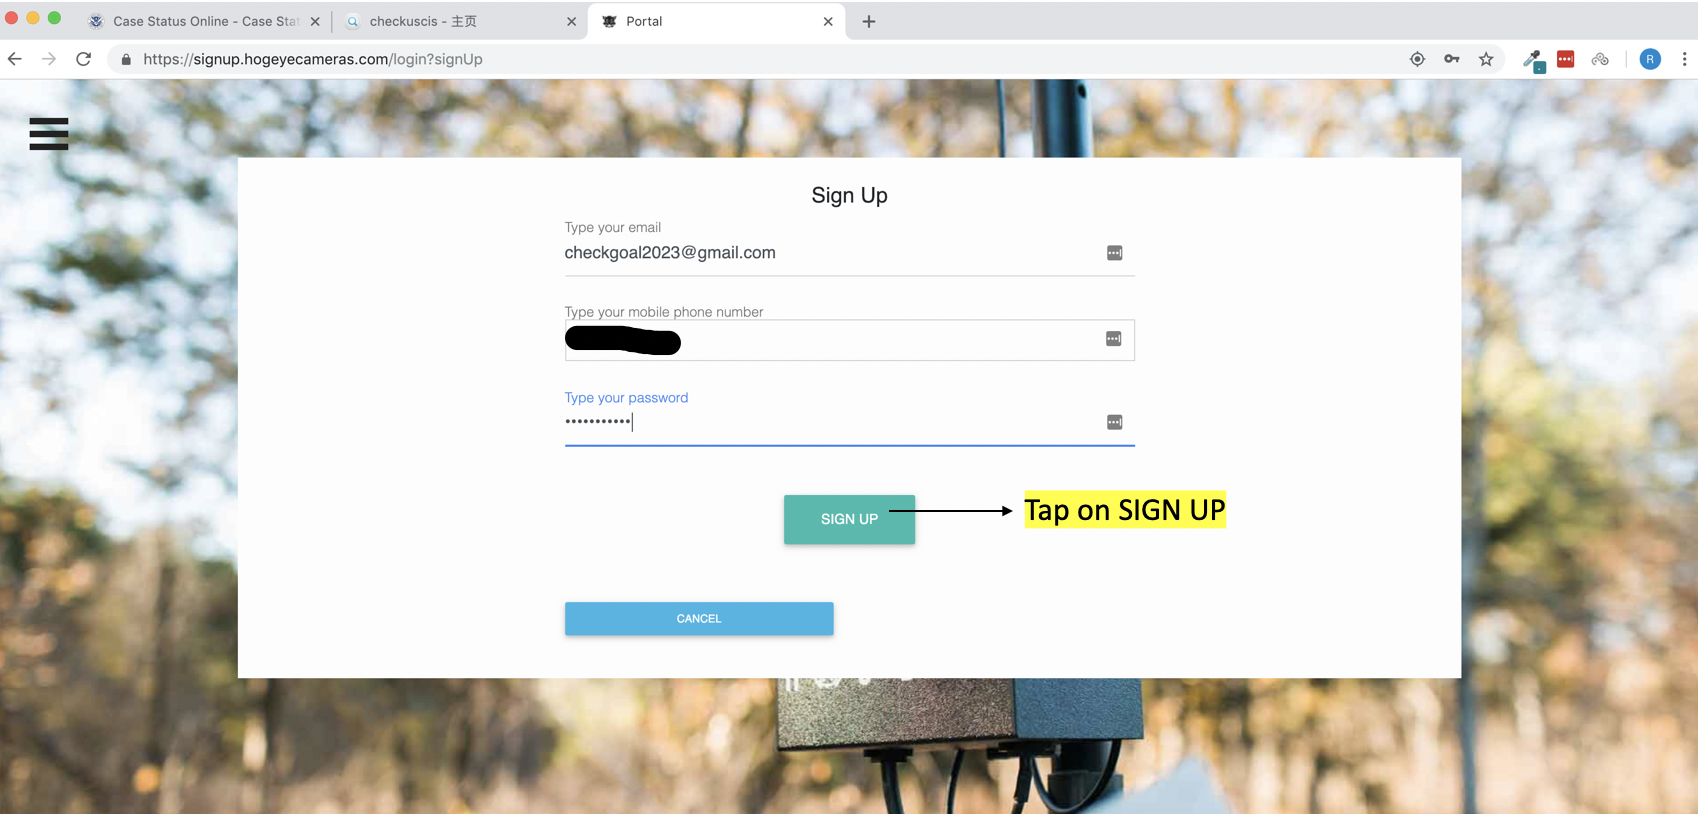 Case Status Online - Case Stat
checkuscis - 主页
Portal
https://signup.hogeyecameras.com/login?signUp
R
Sign Up
Type your email
checkgoal2023@gmail.com
Type your mobile phone number
Type your password
•••••••••••
SIGN UP
Tap on SIGN UP
CANCEL